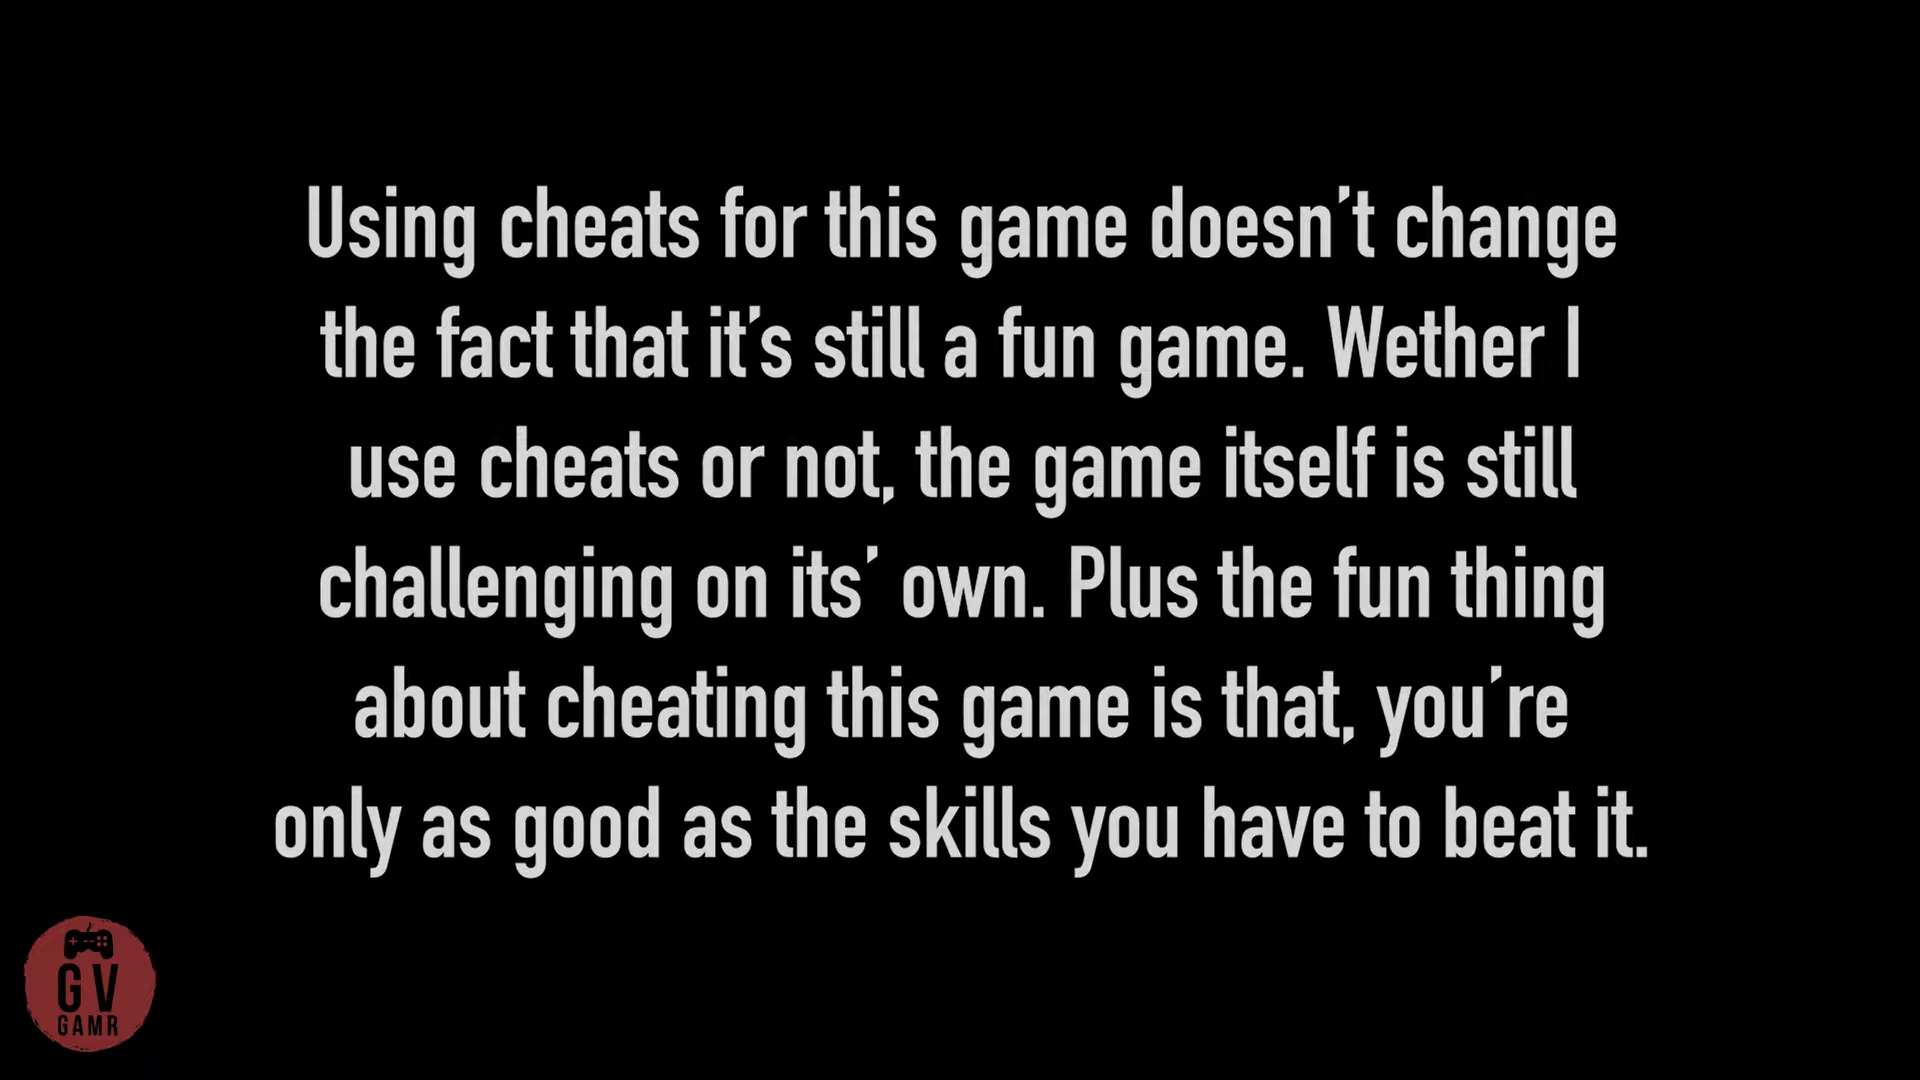 Using cheats for this game doesn’t change
the fact that it’s still a fun game. Wether I
use cheats or not, the game itself is still
challenging on its’ own. Plus the fun thing
about cheating this game is that, you’re
only as good as the skills you have to beat it.
GV
GAMR